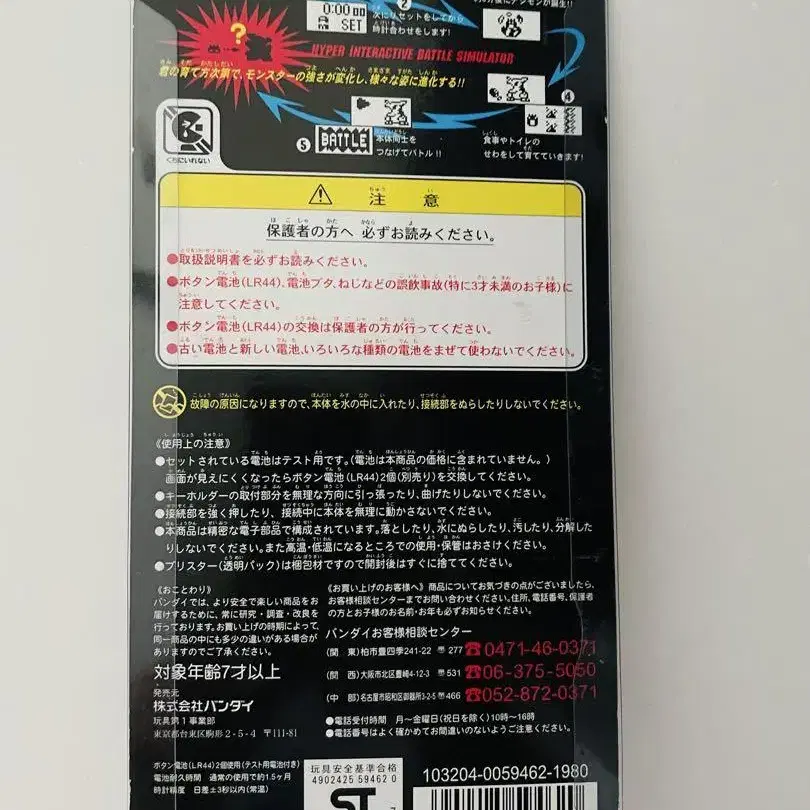 0:00 00
SET
②
次にリセットをしてから
時計合わせをします!
HYPER INTERACTIVE BATTLE SIMULATOR
君の育て方次第で、モンスターの強さが変化し、様々な姿に進化する!!
④
くちにいれない
⑤ BATTLE
本体同士を
つなげてバトル!!
食事やトイレの
せわをして育てていきます!
注 意
保護者の方へ 必ずお読みください。
●取扱説明書を必ずお読みください。
●ボタン電池(LR44)、電池ブタ、ねじなどの誤飲事故(特に3才未満のお子様)に
注意してください。
●ボタン電池(LR44)の交換は保護者の方が行ってください。
●古い電池と新しい電池、いろいろな種類の電池をまぜて使わないでください。
故障の原因になりますので、本体を水の中に入れたり、接続部をぬらしたりしないでください。
《使用上の注意》
●セットされている電池はテスト用です。(電池は本商品の価格に含まれていません。)
画面が見えにくくなったらボタン電池(LR44)2個(別売り)を交換してください。
●キーホルダーの取付部分を無理な方向に引っ張ったり、曲げたりしないでください。
●接続部を強く押したり、接続中に本体を無理に動かさないでください。
●本商品は精密な電子部品で構成されています。落としたり、水にぬらしたり、汚したり、分解した
りしないでください。また高温・低温になるところでの使用・保管はおさけください。
●ブリスター(透明パック)は梱包材ですので開封後はすぐに捨ててください。
《おことわり》
バンダイでは、より安全で楽しい商品をお
届けするために、常に研究・調査・改良を
行っております。お買い上げの時期によって、
同一商品の中にも多少の違いがある場合が
ありますのでご了承ください。
対象年齢7才以上
発売元
株式会社バンダイ
玩具第1事業部
東京都台東区駒形2-5-4 〒111-81
《お買い上げのお客様へ》商品についてお気づきの点がございましたら、
お客様相談センターまでお問い合わせください。住所、電話番号、保護者
の方とお子様のお名前・お年も必ずお知らせください。
バンダイお客様相談センター
(関 東)柏市豊四季241-22 〒277 ☎0471-46-0371
(関 西)大阪市北区豊崎4-12-3 〒531 ☎06-375-5050
(中 部)名古屋市昭和区御器所3-2-5 〒466 ☎052-872-0371
●電話受付時間 月~金曜日(祝日を除く)10時~16時
●電話番号はよく確かめてお間違いのないようご注意ください。
ボタン電池(LR44)2個使用(テスト用電池付き)
電池耐久時間 通常の使用で約1.5ヶ月
時計精度 日差±3秒以内(常温)
玩具安全基準合格
4902425 59462 0
ST
103204-0059462-1980